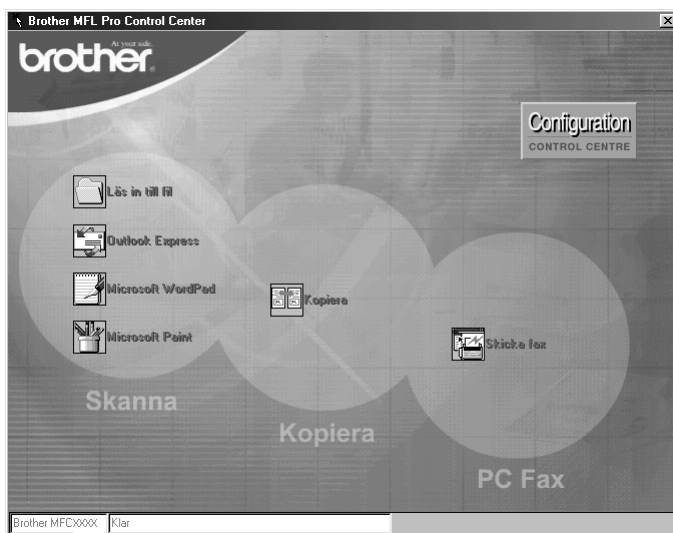 Brother MFL Pro Control Center
At your side.
brother
Configuration
CONTROL CENTRE
Läs in till fil
Outlook Express
Microsoft WordPad
Microsoft Paint
Skanna
Kopiera
Kopiera
Skicka fax
PC Fax
Brother MFCXXXX
Klar